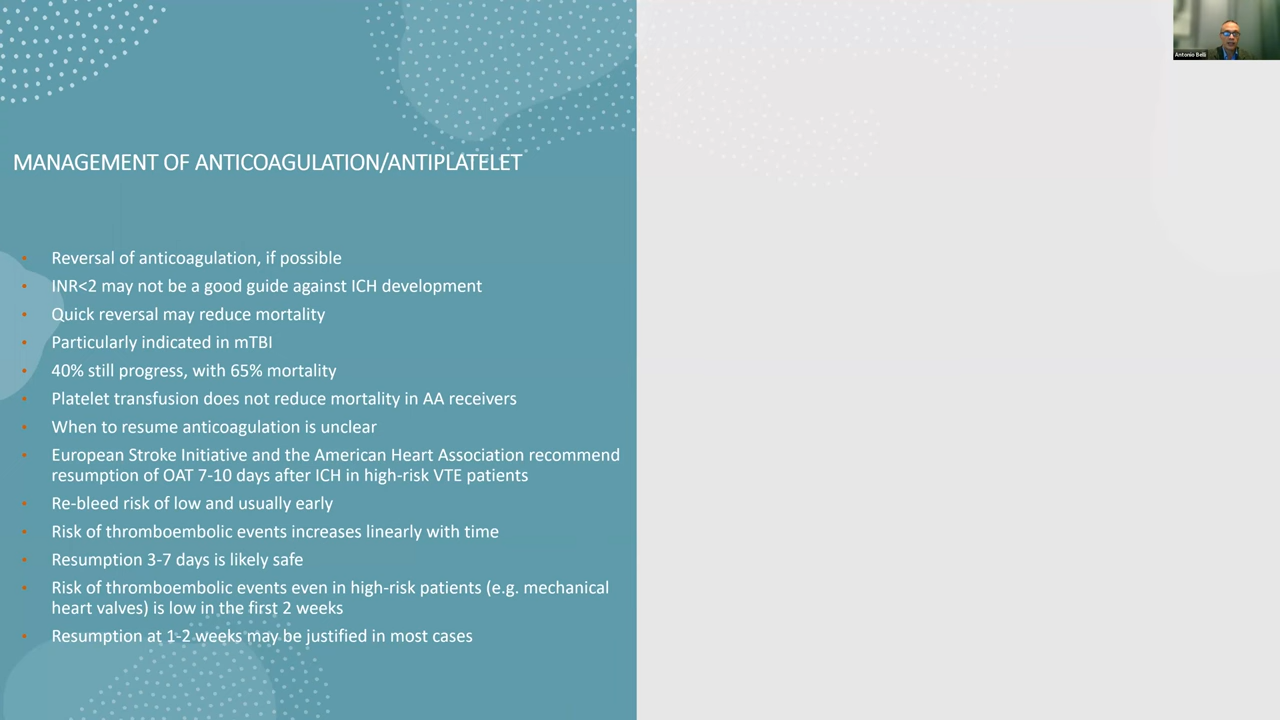 Antonio Belli
MANAGEMENT OF ANTICOAGULATION/ANTIPLATELET
• Reversal of anticoagulation, if possible
• INR<2 may not be a good guide against ICH development
• Quick reversal may reduce mortality
• Particularly indicated in mTBI
• 40% still progress, with 65% mortality
• Platelet transfusion does not reduce mortality in AA receivers
• When to resume anticoagulation is unclear
• European Stroke Initiative and the American Heart Association recommend
resumption of OAT 7-10 days after ICH in high-risk VTE patients
• Re-bleed risk of low and usually early
• Risk of thromboembolic events increases linearly with time
• Resumption 3-7 days is likely safe
• Risk of thromboembolic events even in high-risk patients (e.g. mechanical
heart valves) is low in the first 2 weeks
• Resumption at 1-2 weeks may be justified in most cases